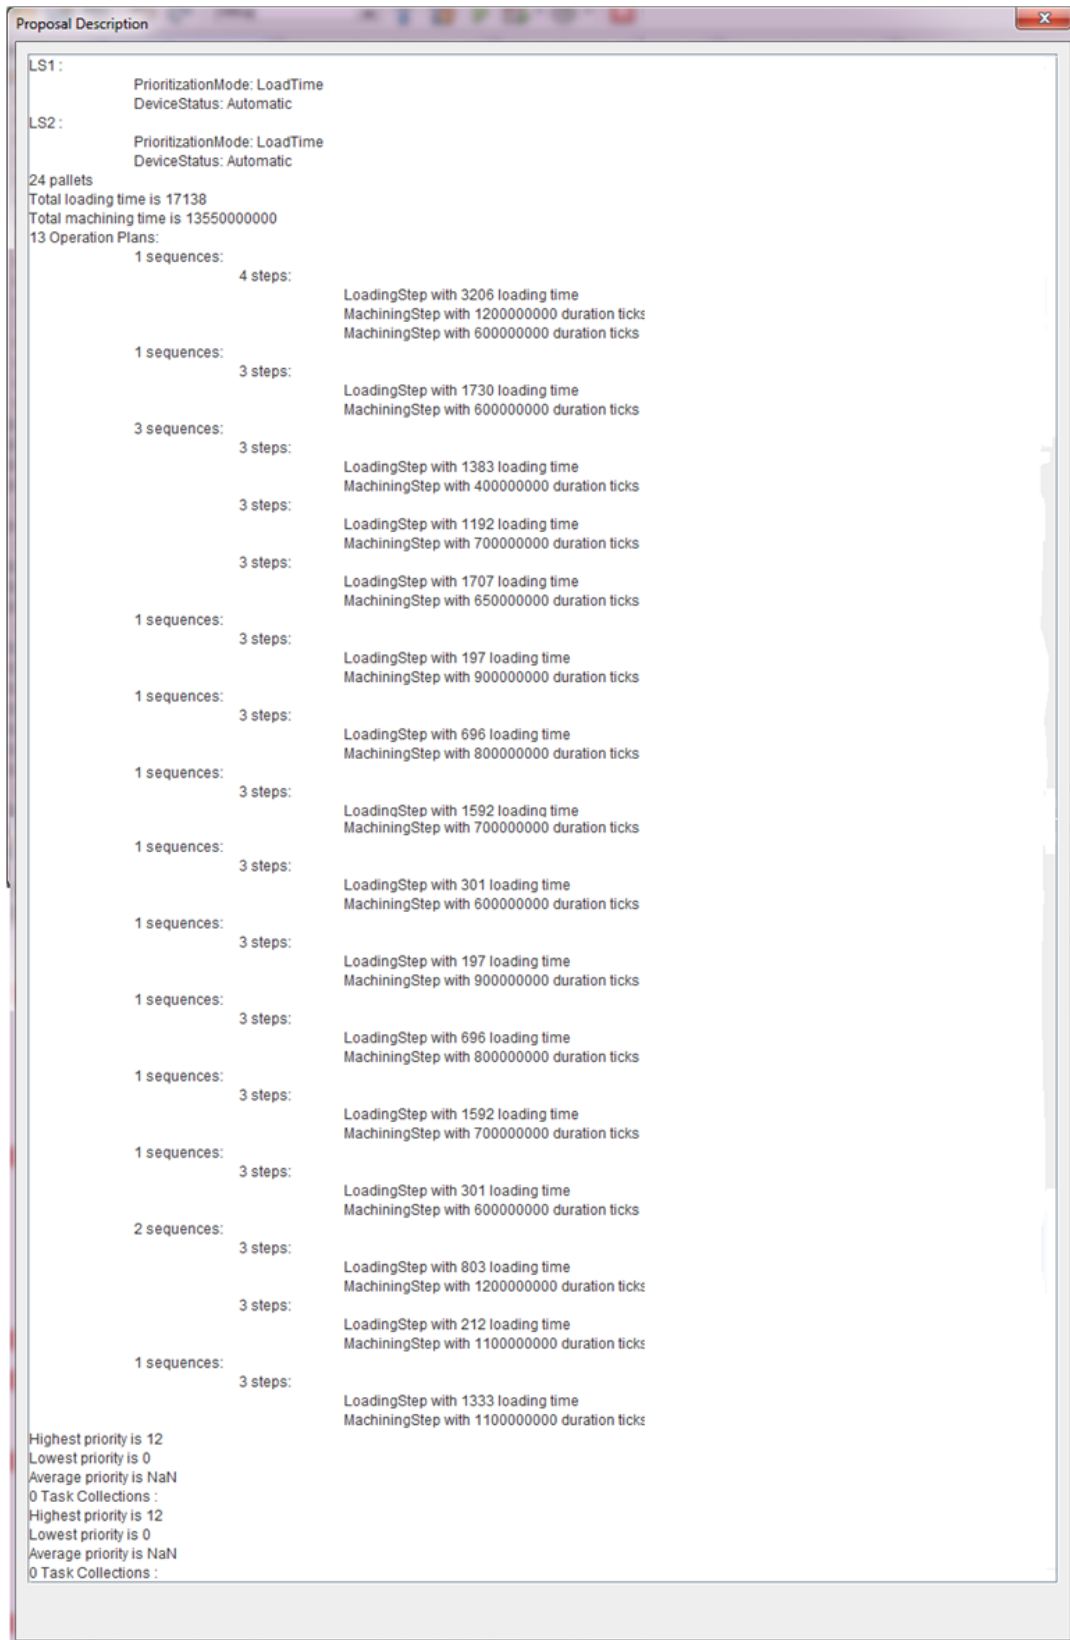 Proposal Description
LS1 :
PrioritizationMode: LoadTime
DeviceStatus: Automatic
LS2 :
PrioritizationMode: LoadTime
DeviceStatus: Automatic
24 pallets
Total loading time is 17138
Total machining time is 13550000000
13 Operation Plans:
1 sequences:
4 steps:
LoadingStep with 3206 loading time
MachiningStep with 1200000000 duration ticks
MachiningStep with 600000000 duration ticks
1 sequences:
3 steps:
LoadingStep with 1730 loading time
MachiningStep with 600000000 duration ticks
3 sequences:
3 steps:
LoadingStep with 1383 loading time
MachiningStep with 400000000 duration ticks
3 steps:
LoadingStep with 1192 loading time
MachiningStep with 700000000 duration ticks
3 steps:
LoadingStep with 1707 loading time
MachiningStep with 650000000 duration ticks
1 sequences:
3 steps:
LoadingStep with 197 loading time
MachiningStep with 900000000 duration ticks
1 sequences:
3 steps:
LoadingStep with 696 loading time
MachiningStep with 800000000 duration ticks
1 sequences:
3 steps:
LoadingStep with 1592 loading time
MachiningStep with 700000000 duration ticks
1 sequences:
3 steps:
LoadingStep with 301 loading time
MachiningStep with 600000000 duration ticks
1 sequences:
3 steps:
LoadingStep with 197 loading time
MachiningStep with 900000000 duration ticks
1 sequences:
3 steps:
LoadingStep with 696 loading time
MachiningStep with 800000000 duration ticks
1 sequences:
3 steps:
LoadingStep with 1592 loading time
MachiningStep with 700000000 duration ticks
1 sequences:
3 steps:
LoadingStep with 301 loading time
MachiningStep with 600000000 duration ticks
2 sequences:
3 steps:
LoadingStep with 803 loading time
MachiningStep with 1200000000 duration ticks
3 steps:
LoadingStep with 212 loading time
MachiningStep with 1100000000 duration ticks
1 sequences:
3 steps:
LoadingStep with 1333 loading time
MachiningStep with 1100000000 duration ticks
Highest priority is 12
Lowest priority is 0
Average priority is NaN
0 Task Collections :
Highest priority is 12
Lowest priority is 0
Average priority is NaN
0 Task Collections :